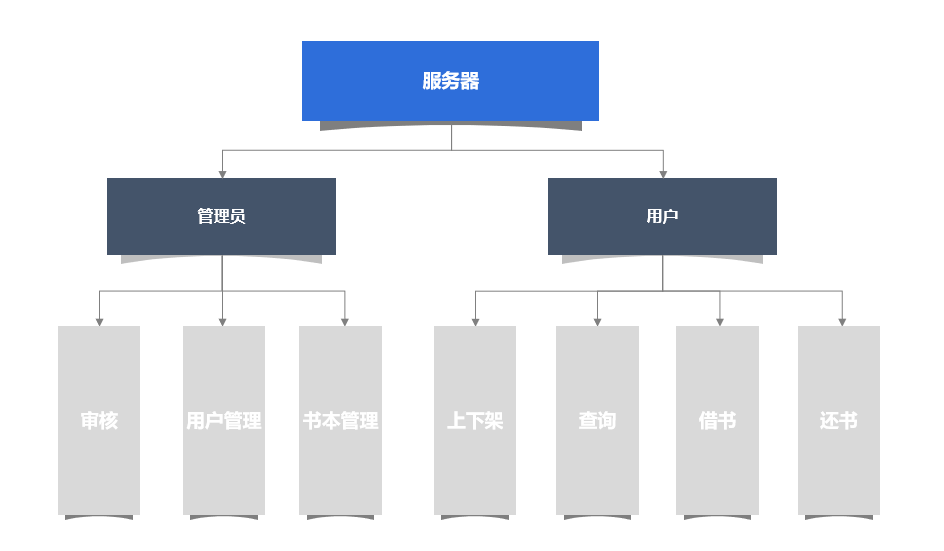 服务器
管理员
用户
审核
用户管理
书本管理
上下架
查询
借书
还书